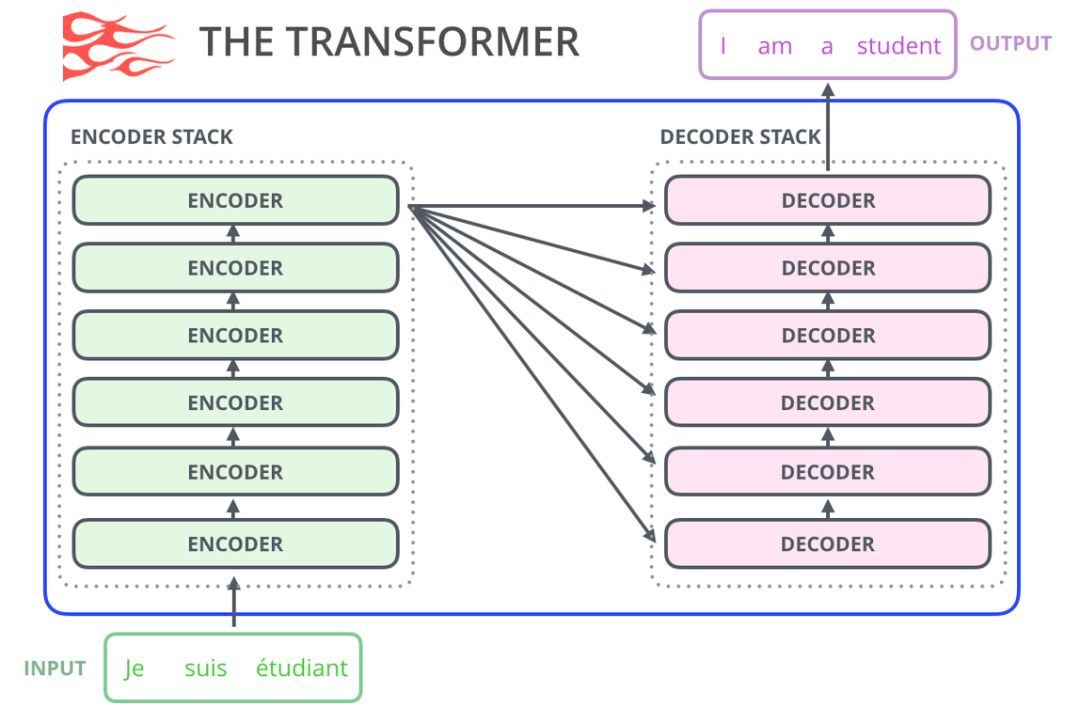 THE TRANSFORMER
I am a student
OUTPUT
ENCODER STACK
DECODER STACK
ENCODER
ENCODER
ENCODER
ENCODER
ENCODER
ENCODER
DECODER
DECODER
DECODER
DECODER
DECODER
DECODER
INPUT
Je suis étudiant